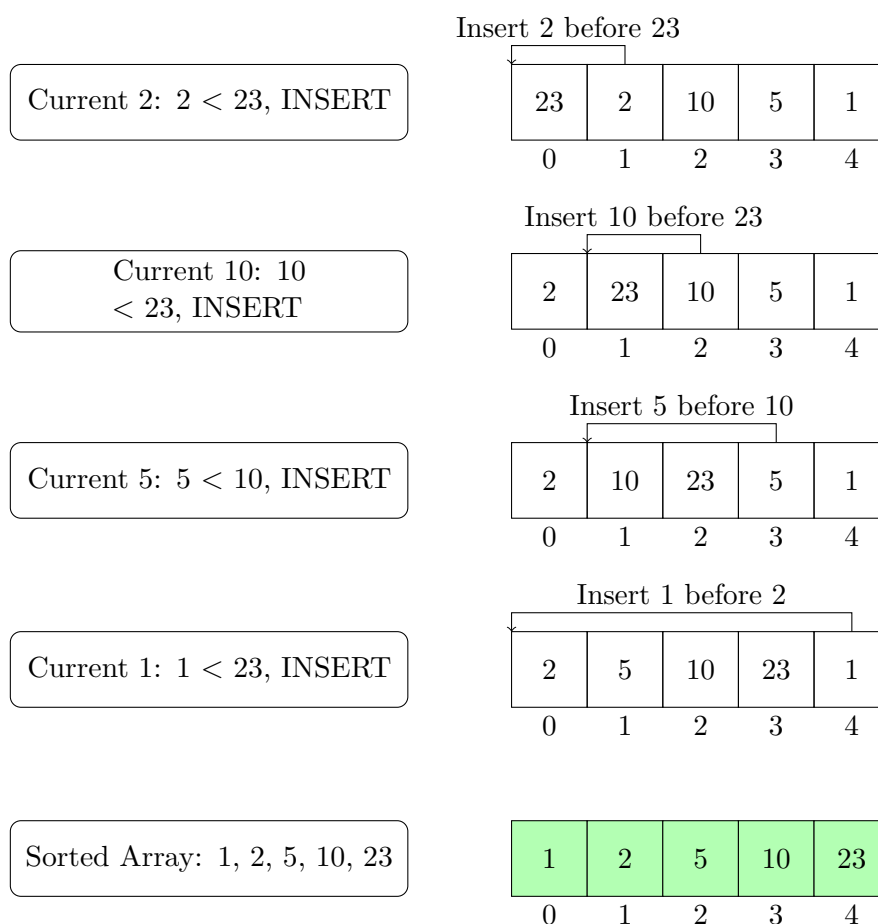 Insert 2 before 23
Current 2: 2 < 23, INSERT
23 2 10 5 1
0 1 2 3 4
Insert 10 before 23
Current 10: 10
< 23, INSERT
2 23 10 5 1
0 1 2 3 4
Insert 5 before 10
Current 5: 5 < 10, INSERT
2 10 23 5 1
0 1 2 3 4
Insert 1 before 2
Current 1: 1 < 23, INSERT
2 5 10 23 1
0 1 2 3 4
Sorted Array: 1, 2, 5, 10, 23
1 2 5 10 23
0 1 2 3 4